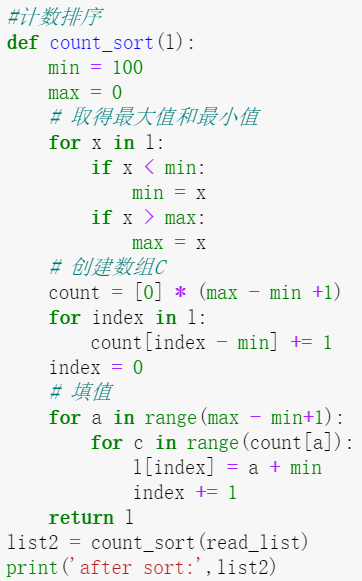 #计数排序
def count_sort(l):
    min = 100
    max = 0
    # 取得最大值和最小值
    for x in l:
        if x < min:
            min = x
        if x > max:
            max = x
    # 创建数组C
    count = [0] * (max - min +1)
    for index in l:
        count[index - min] += 1
    index = 0
    # 填值
    for a in range(max - min+1):
        for c in range(count[a]):
            l[index] = a + min
            index += 1
    return l
list2 = count_sort(read_list)
print('after sort:',list2)